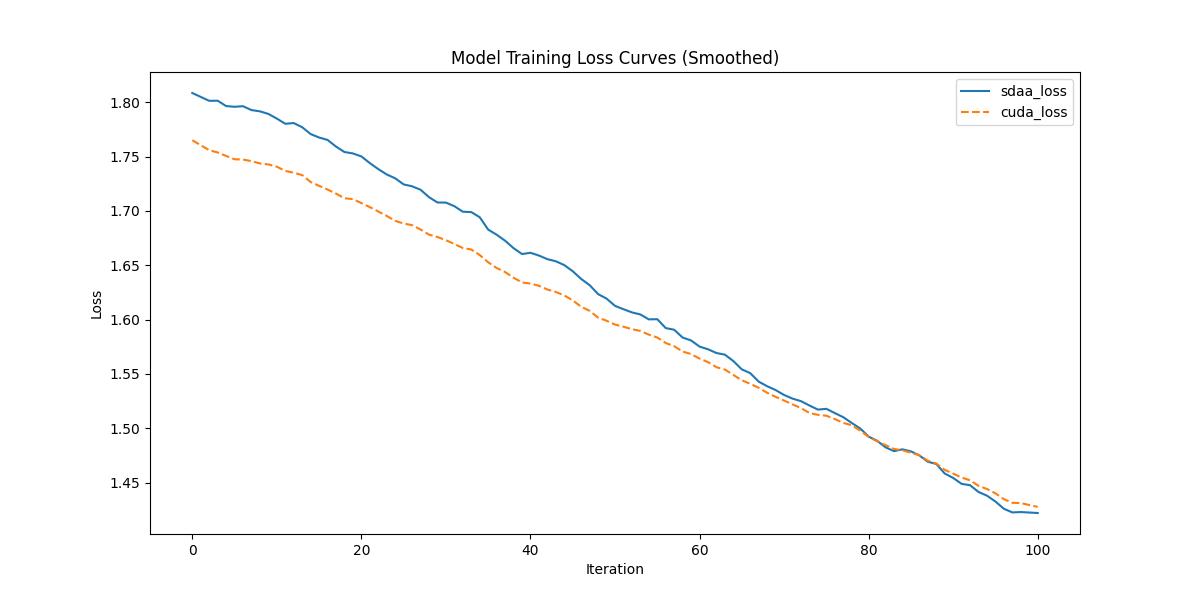 Model Training Loss Curves (Smoothed)
sdaa_loss
cuda_loss
Loss
1.80
1.75
1.70
1.65
1.60
1.55
1.50
1.45
0 20 40 60 80 100
Iteration